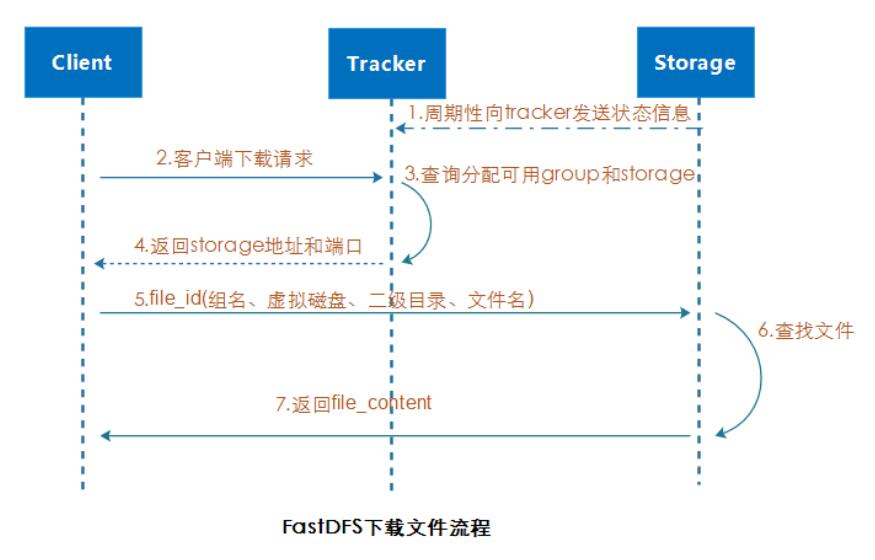 Client
Tracker
Storage
1.周期性向tracker发送状态信息
2.客户端下载请求
3.查询分配可用group和storage
4.返回storage地址和端口
5.file_id(组名、虚拟磁盘、二级目录、文件名)
6.查找文件
7.返回file_content
FastDFS下载文件流程